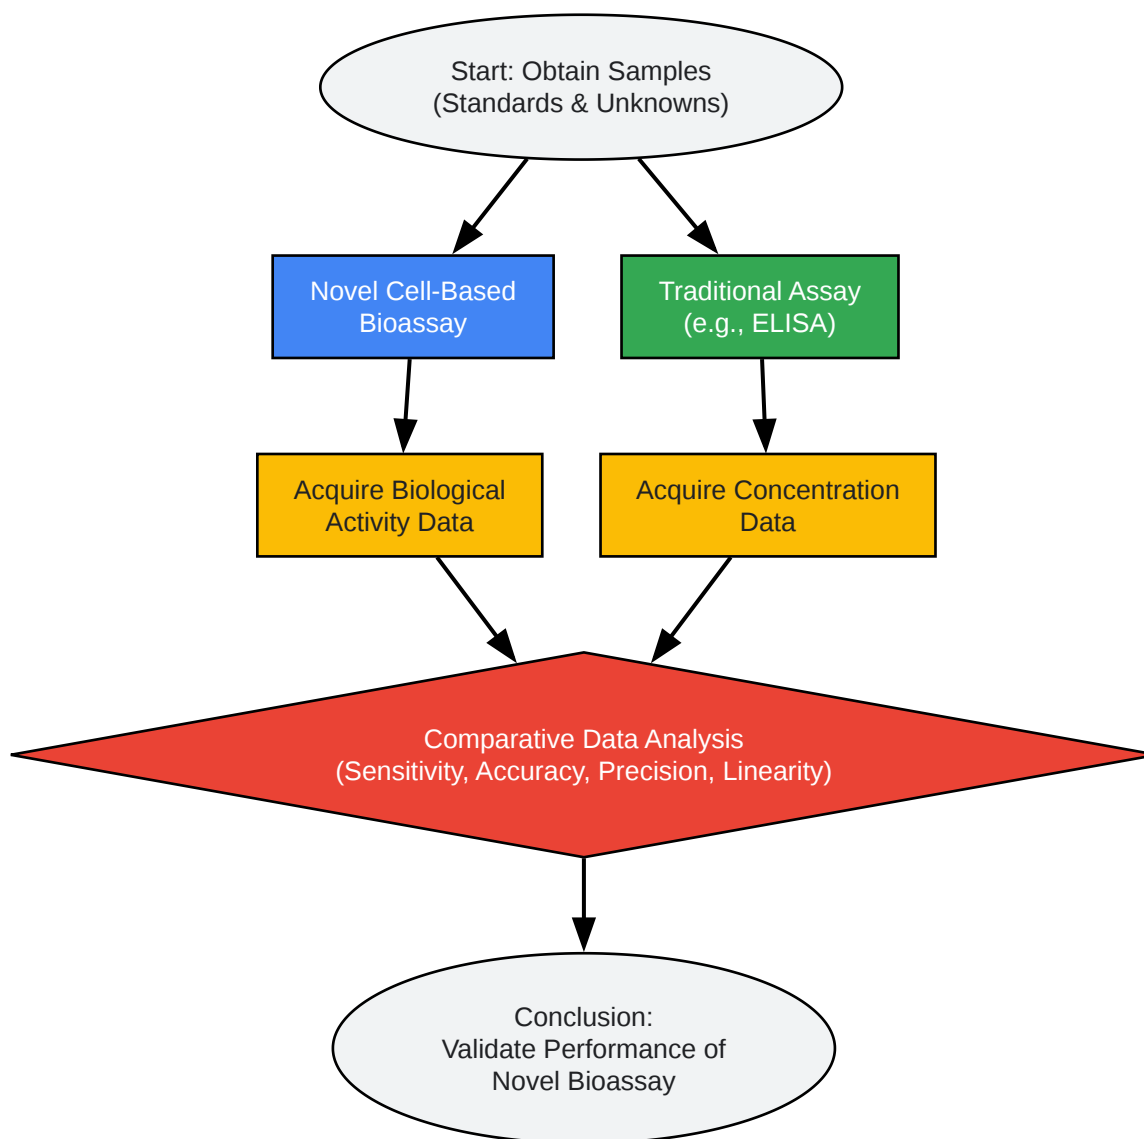 Start: Obtain Samples
(Standards & Unknowns)
Novel Cell-Based
Bioassay
Traditional Assay
(e.g., ELISA)
Acquire Biological
Activity Data
Acquire Concentration
Data
Comparative Data Analysis
(Sensitivity, Accuracy, Precision, Linearity)
Conclusion:
Validate Performance of
Novel Bioassay